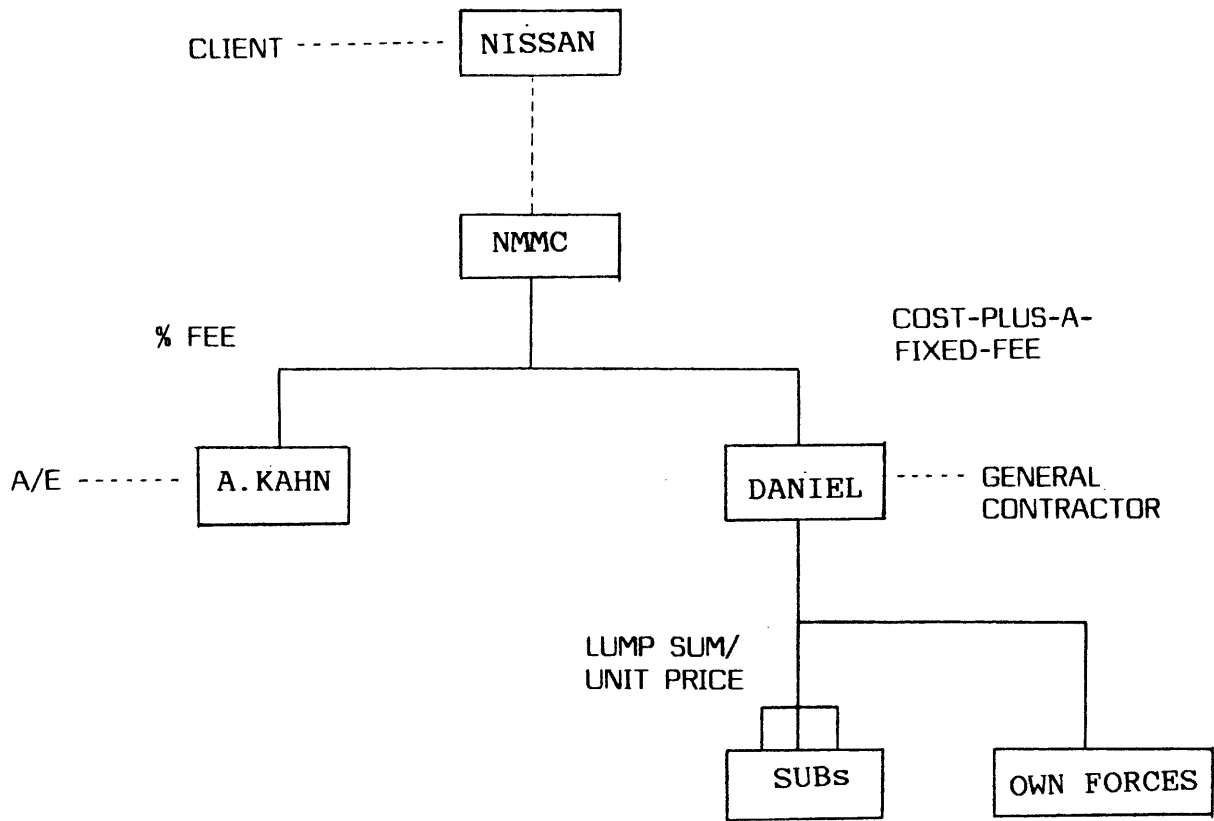 CLIENT
NISSAN
NMMC
% FEE
COST-PLUS-A-
FIXED-FEE
A/E
A.KAHN
DANIEL
GENERAL
CONTRACTOR
LUMP SUM/
UNIT PRICE
SUBs
OWN FORCES